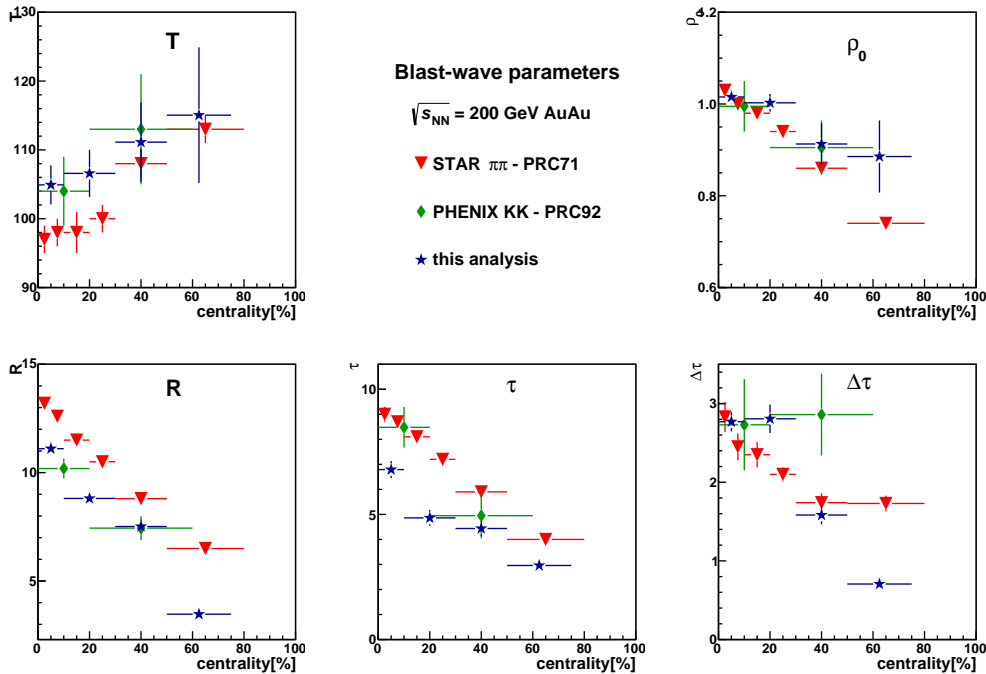 T
130
120
110
100
90
T
0 20 40 60 80 100
centrality[%]
Blast-wave parameters
√sNN = 200 GeV AuAu
STAR ππ - PRC71
PHENIX KK - PRC92
this analysis
ρ0
1.2
1.0
0.8
0.6
ρ0
0 20 40 60 80 100
centrality[%]
R
15
10
5
R
0 20 40 60 80 100
centrality[%]
τ
10
5
0
τ
0 20 40 60 80 100
centrality[%]
Δτ
3
2
1
0
Δτ
0 20 40 60 80 100
centrality[%]